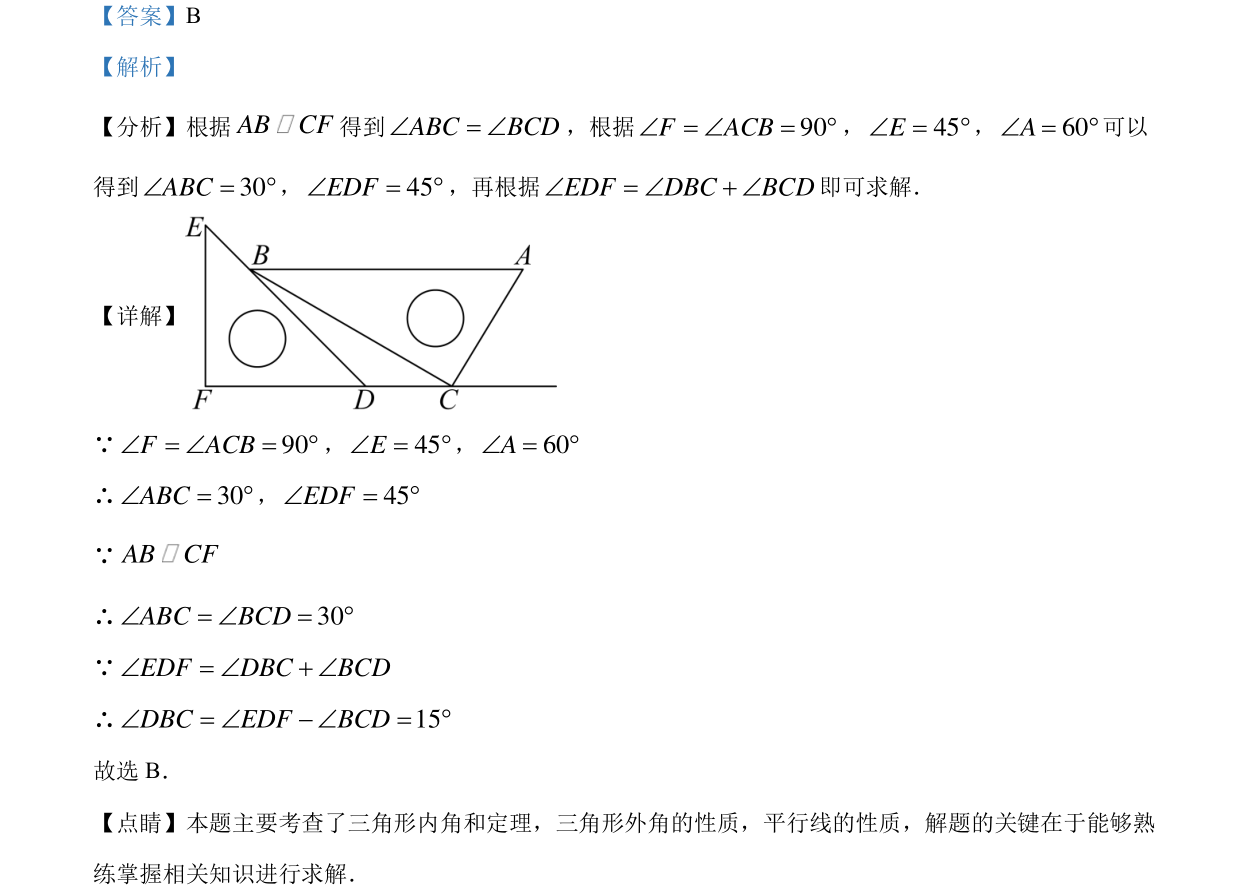 【答案】B
【解析】
【分析】根据 AB  CF 得到∠ABC = ∠BCD，根据∠F = ∠ACB = 90°，∠E = 45°，∠A = 60°可以
得到∠ABC = 30°，∠EDF = 45°，再根据∠EDF = ∠DBC + ∠BCD 即可求解．
E
B
A
【详解】
F
D
C
∵∠F = ∠ACB = 90°，∠E = 45°，∠A = 60°
∴∠ABC = 30°，∠EDF = 45°
∵ AB  CF
∴∠ABC = ∠BCD = 30°
∵∠EDF = ∠DBC + ∠BCD
∴∠DBC = ∠EDF − ∠BCD = 15°
故选 B．
【点睛】本题主要考查了三角形内角和定理，三角形外角的性质，平行线的性质，解题的关键在于能够熟
练掌握相关知识进行求解．